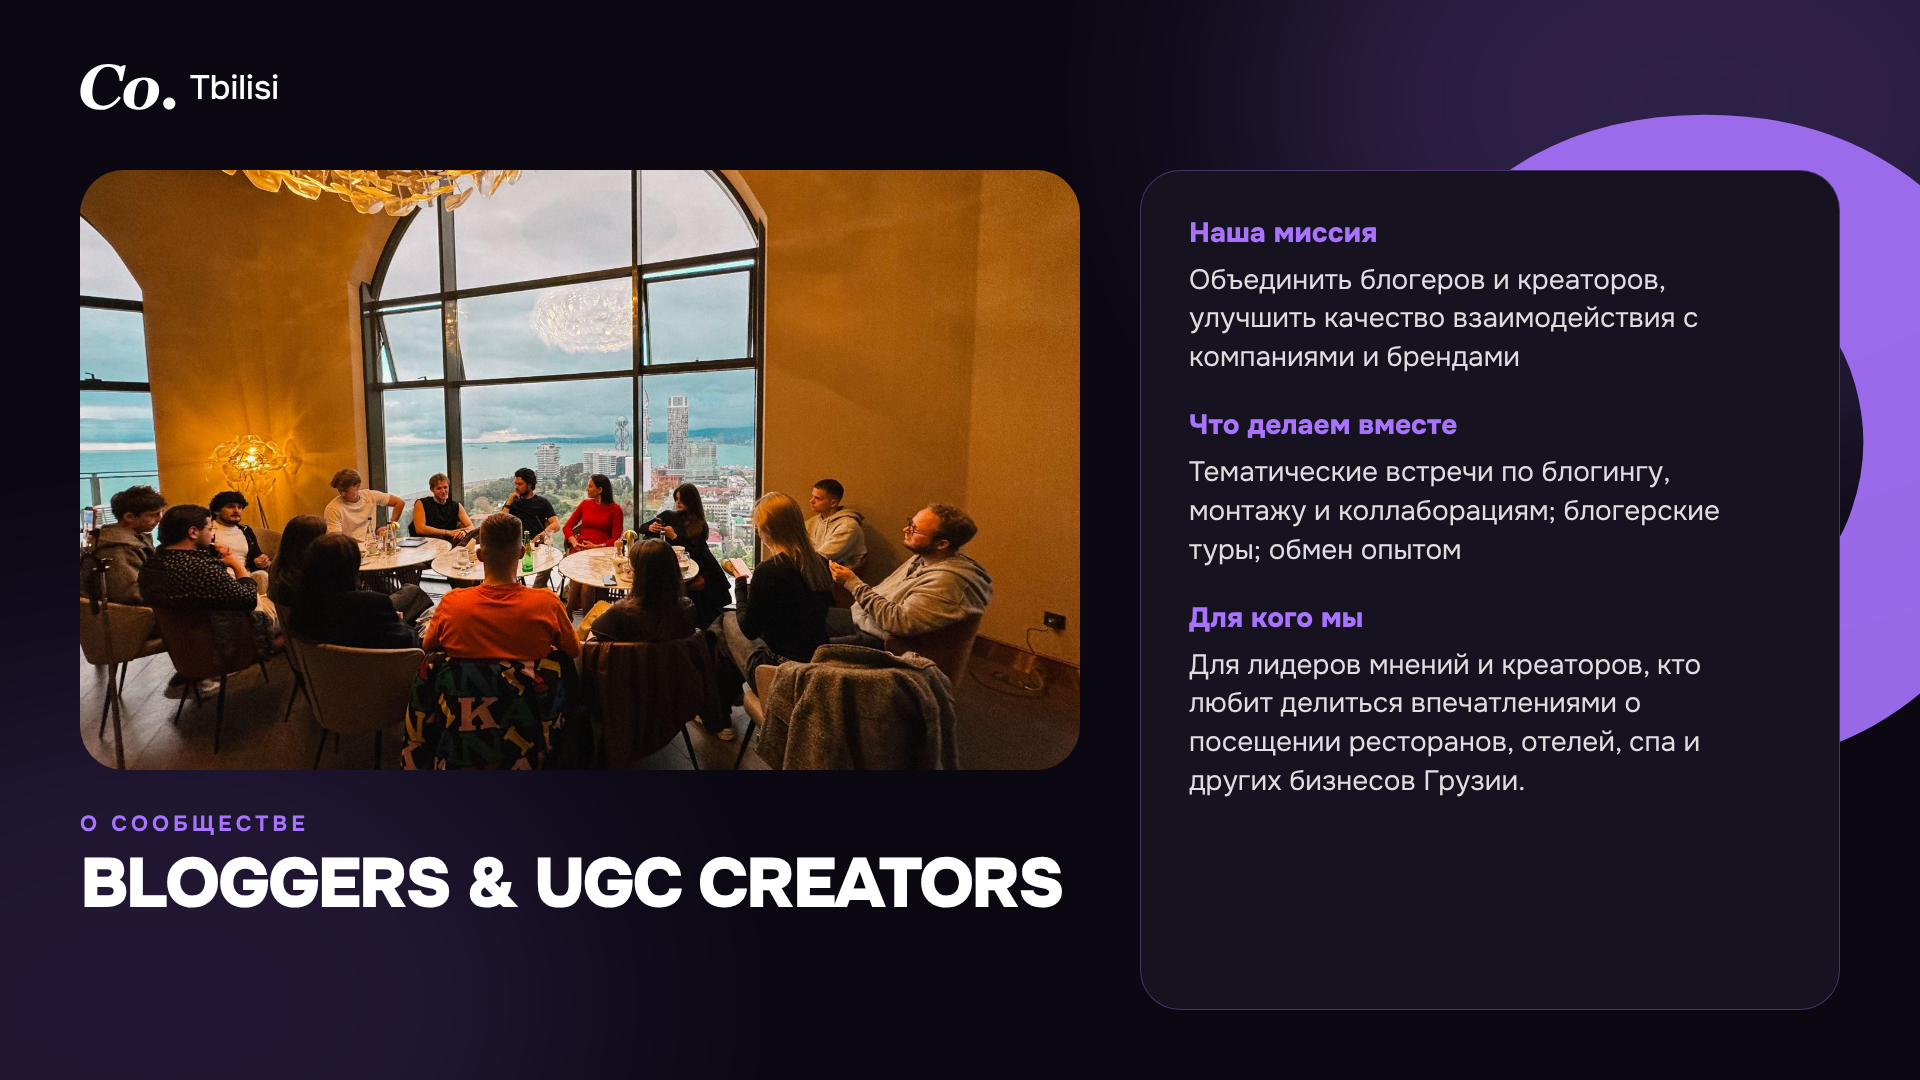 Co. Tbilisi
О СООБЩЕСТВЕ
BLOGGERS & UGC CREATORS
Наша миссия
Объединить блогеров и креаторов,
улучшить качество взаимодействия с
компаниями и брендами
Что делаем вместе
Тематические встречи по блогингу,
монтажу и коллаборациям; блогерские
туры; обмен опытом
Для кого мы
Для лидеров мнений и креаторов, кто
любит делиться впечатлениями о
посещении ресторанов, отелей, спа и
других бизнесов Грузии.